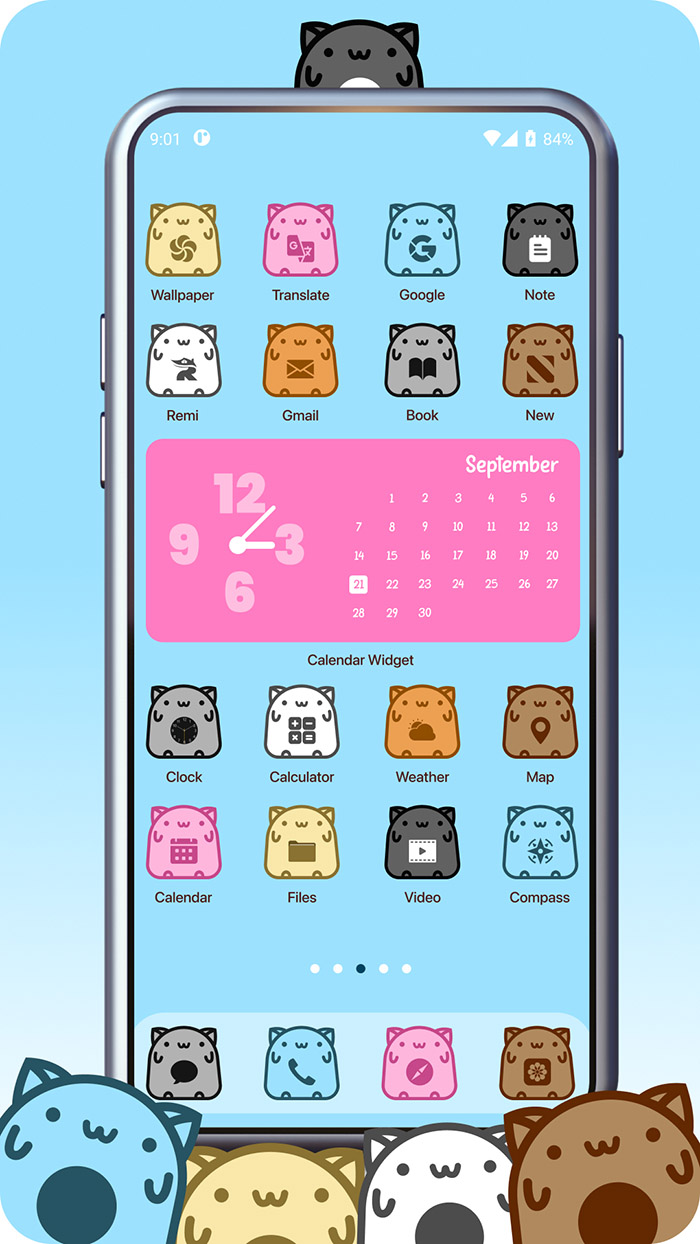 9:01 84%
Wallpaper Translate Google Note
Remi Gmail Book New
September
12
9 3
6
1 2 3 4 5 6
7 8 9 10 11 12 13
14 15 16 17 18 19 20
21 22 23 24 25 26 27
28 29 30
Calendar Widget
Clock Calculator Weather Map
Calendar Files Video Compass